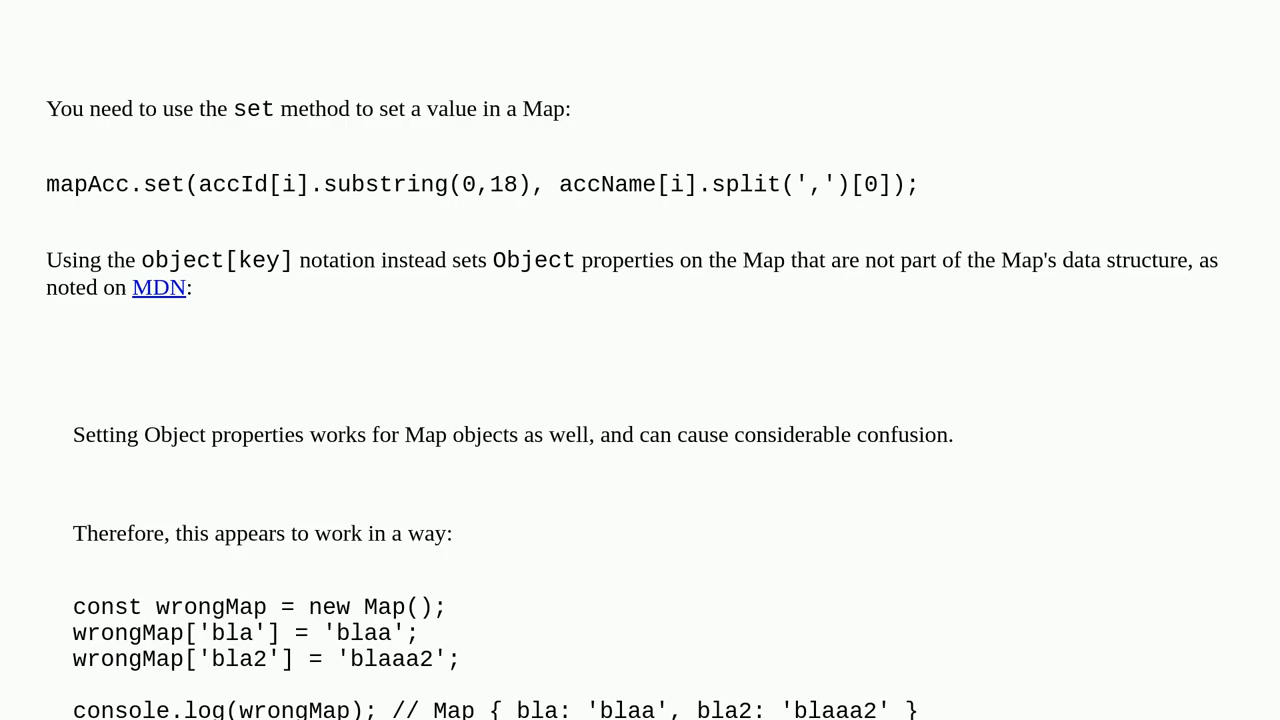 You need to use the set method to set a value in a Map:
mapAcc.set(accId[i].substring(0,18), accName[i].split(',')[0]);
Using the object[key] notation instead sets Object properties on the Map that are not part of the Map's data structure, as
noted on MDN:
Setting Object properties works for Map objects as well, and can cause considerable confusion.
Therefore, this appears to work in a way:
const wrongMap = new Map();
wrongMap['bla'] = 'blaa';
wrongMap['bla2'] = 'blaaa2';
console.log(wrongMap); // Map { bla: 'blaa', bla2: 'blaaa2' }